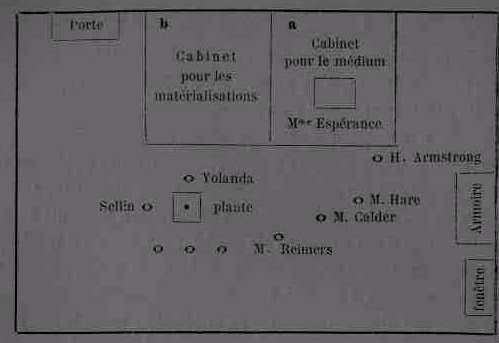 Porte
b
Cabinet
pour les
matérialisations
a
Cabinet
pour le médium
Mme Espérance
H. Armstrong
Yolanda
Sellin
plante
M. Hare
M. Calder
M. Reimers
Armoire
fenêtre